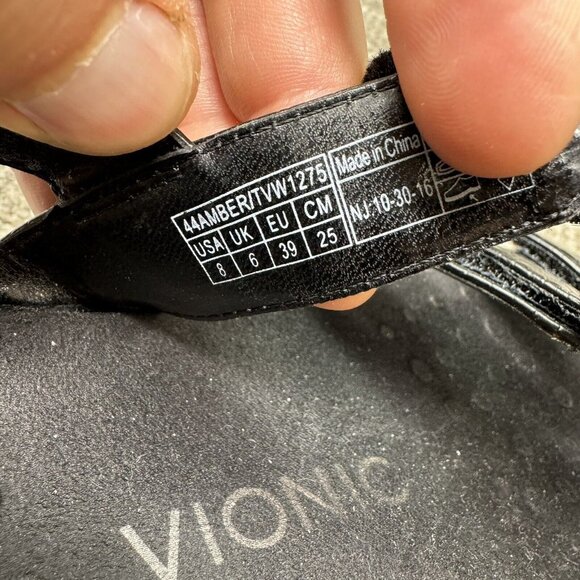 44AMBER/TVW1275
USA UK EU CM
8 6 39 25
Made in China
NJ 10-30-16
VIONIC